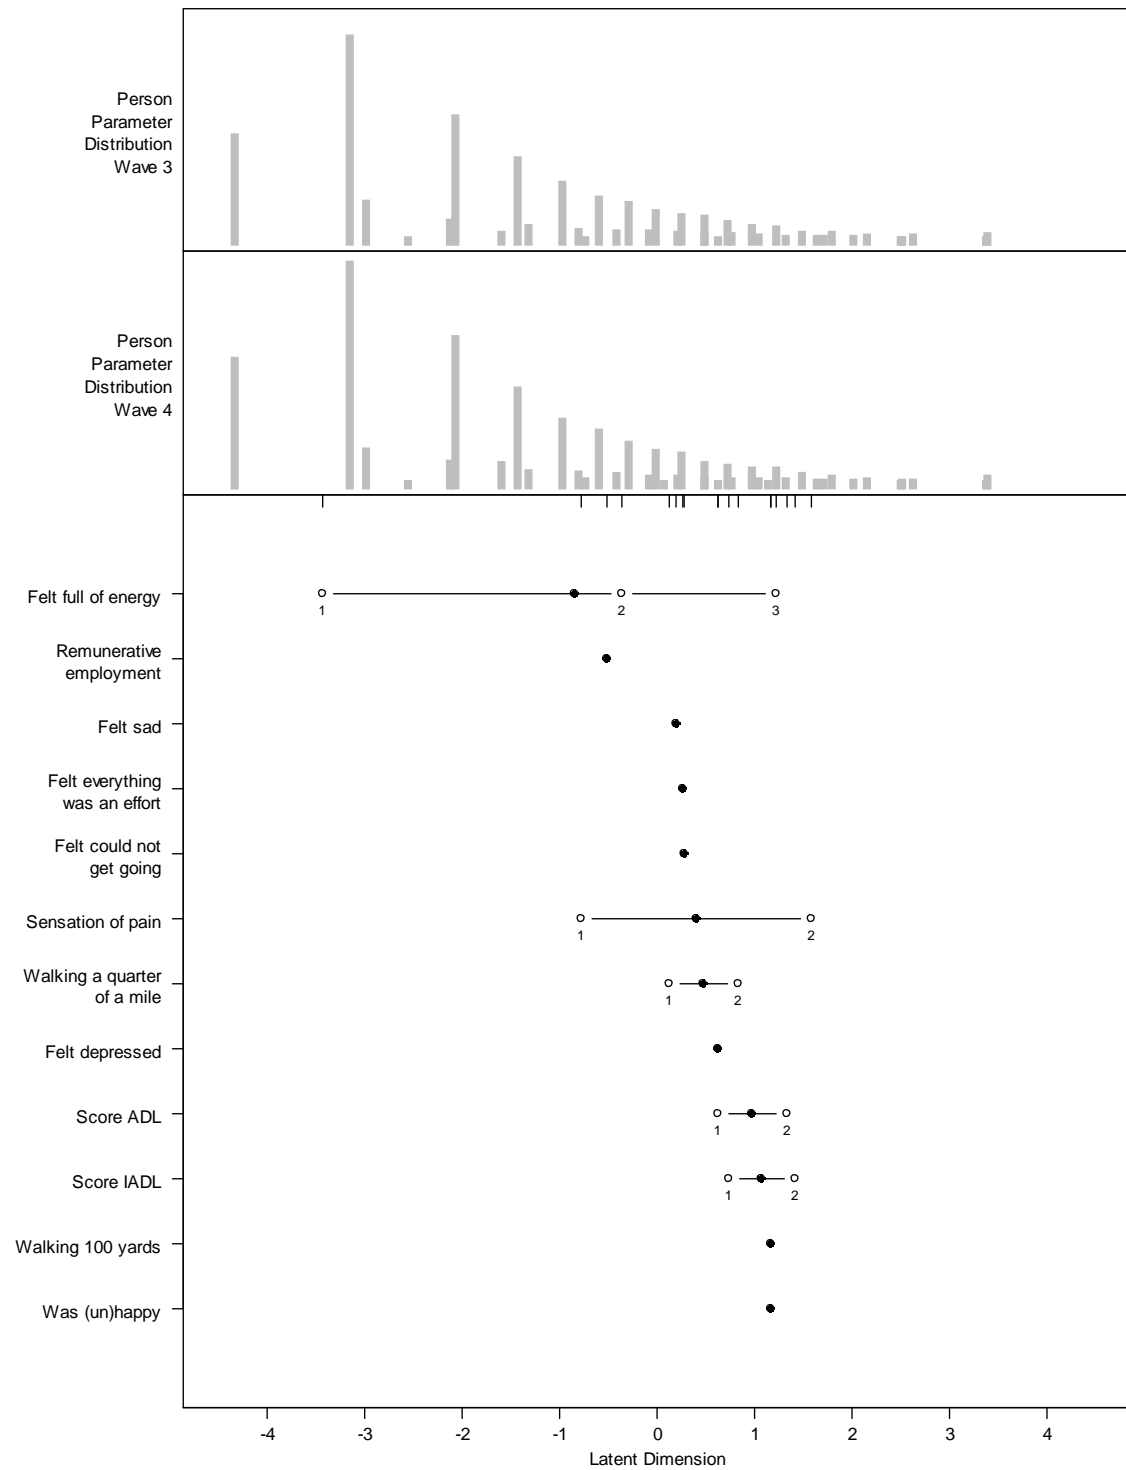 Person
Parameter
Distribution
Wave 3
Person
Parameter
Distribution
Wave 4
Felt full of energy
1 2 3
Remunerative
employment
Felt sad
Felt everything
was an effort
Felt could not
get going
Sensation of pain
1 2
Walking a quarter
of a mile
1 2
Felt depressed
Score ADL
1 2
Score IADL
1 2
Walking 100 yards
Was (un)happy
-4 -3 -2 -1 0 1 2 3 4
Latent Dimension